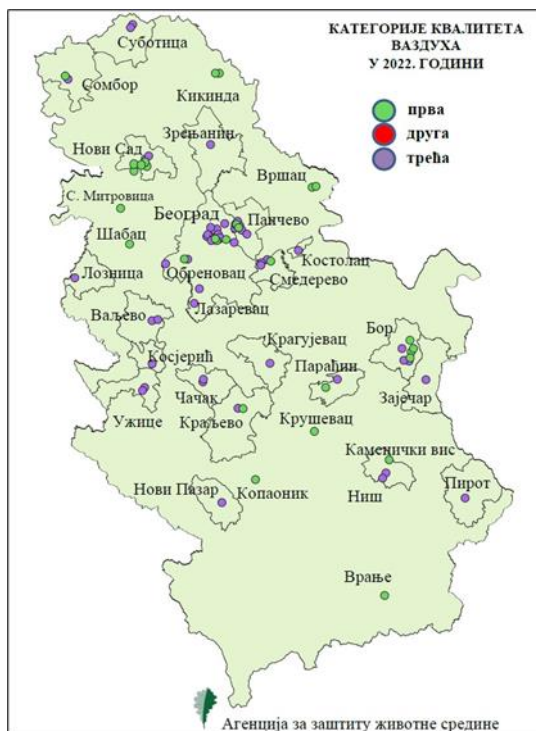 КАТЕГОРИЈЕ КВАЛИТЕТА
ВАЗДУХА
У 2022. ГОДИНИ
прва
друга
трећа
Суботица
Сомбор
Кикинда
Зрењанин
Нови Сад
Вршац
С. Митровица
Београд
Панчево
Шабац
Костолац
Лозница
Обреновац
Смедерево
Лазаревац
Ваљево
Крагујевац
Бор
Косјерић
Параћин
Чачак
Зајечар
Ужице
Краљево
Крушевац
Каменички вис
Нови Пазар
Копаоник
Ниш
Пирот
Врање
Агенција за заштиту животне средине